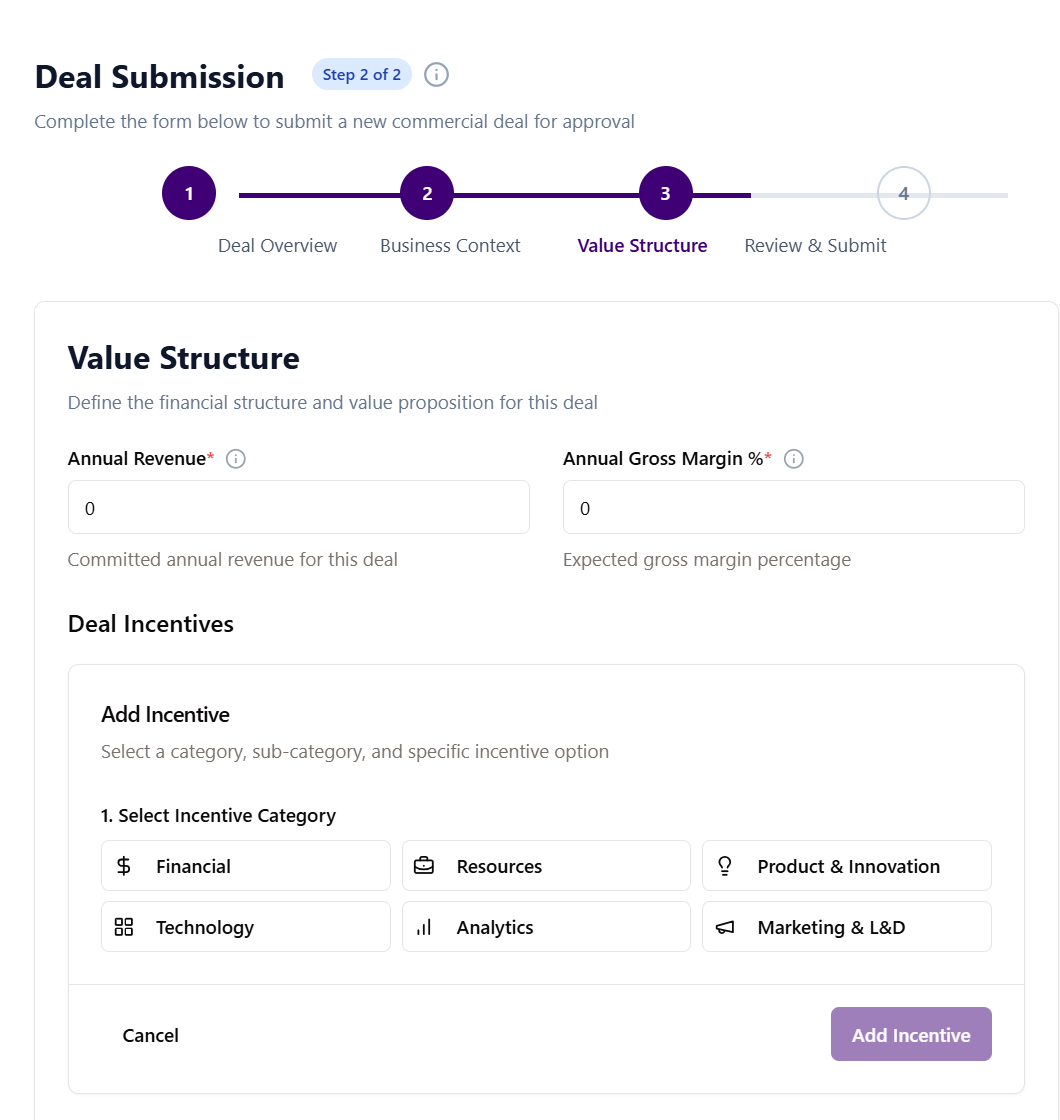 Deal Submission Step 2 of 2
Complete the form below to submit a new commercial deal for approval
1 2 3 4
Deal Overview Business Context Value Structure Review & Submit
Value Structure
Define the financial structure and value proposition for this deal
Annual Revenue* Annual Gross Margin %*
0 0
Committed annual revenue for this deal Expected gross margin percentage
Deal Incentives
Add Incentive
Select a category, sub-category, and specific incentive option
1. Select Incentive Category
Financial Resources Product & Innovation
Technology Analytics Marketing & L&D
Cancel Add Incentive